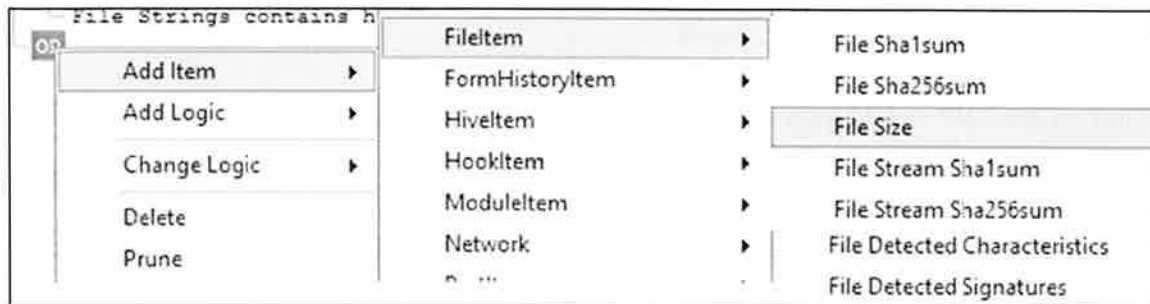 File Strings contains h
OR
Add Item
Add Logic
Change Logic
Delete
Prune
FileItem
FormHistoryItem
HiveItem
HookItem
ModuleItem
Network
File Sha1sum
File Sha256sum
File Size
File Stream Sha1sum
File Stream Sha256sum
File Detected Characteristics
File Detected Signatures